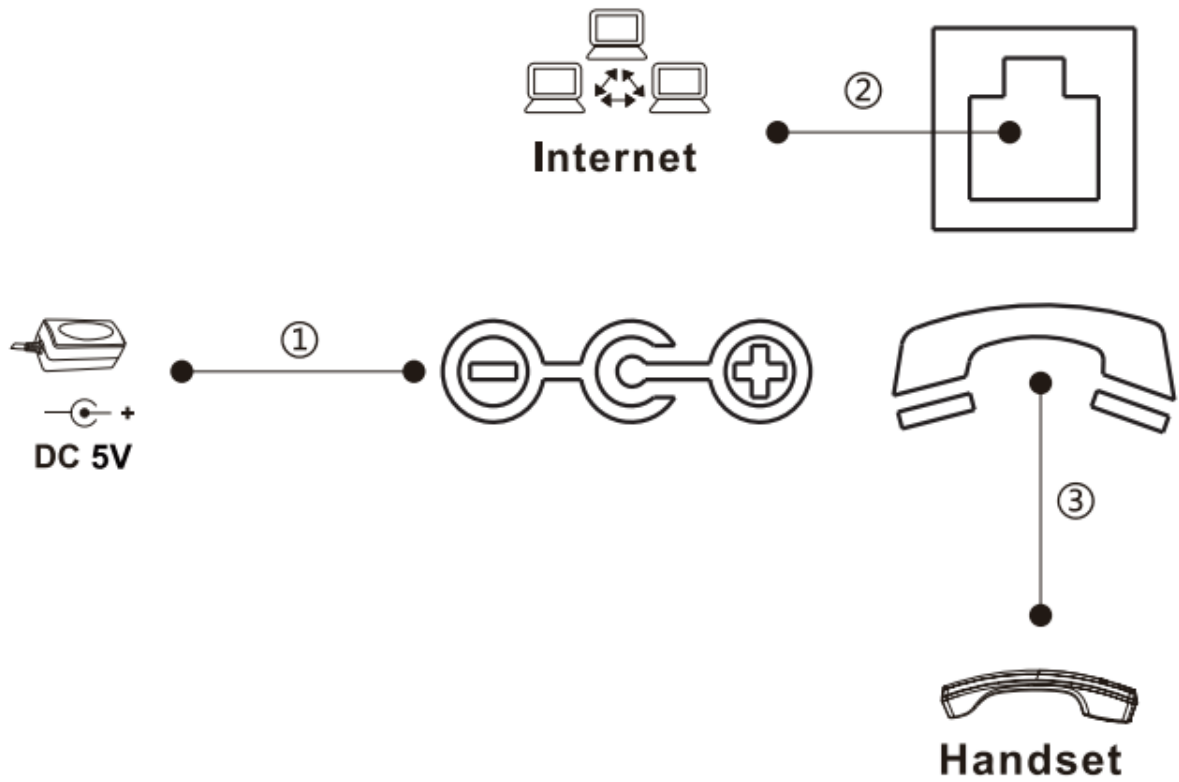 ②
Internet
①
+
DC 5V
③
Handset